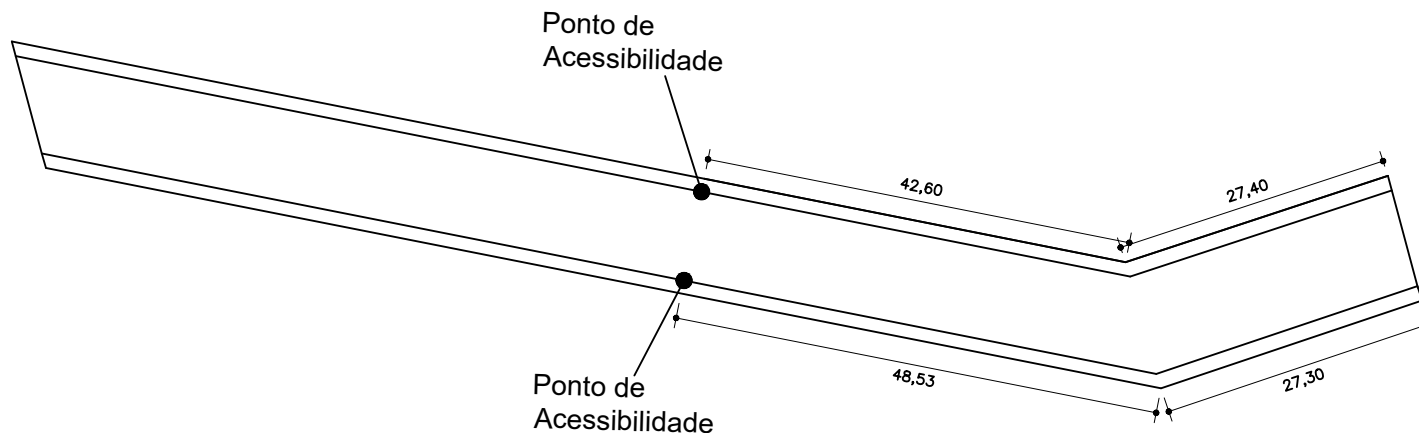 Ponto de
Acessibilidade
42,60
27,40
48,53
27,30
Ponto de
Acessibilidade